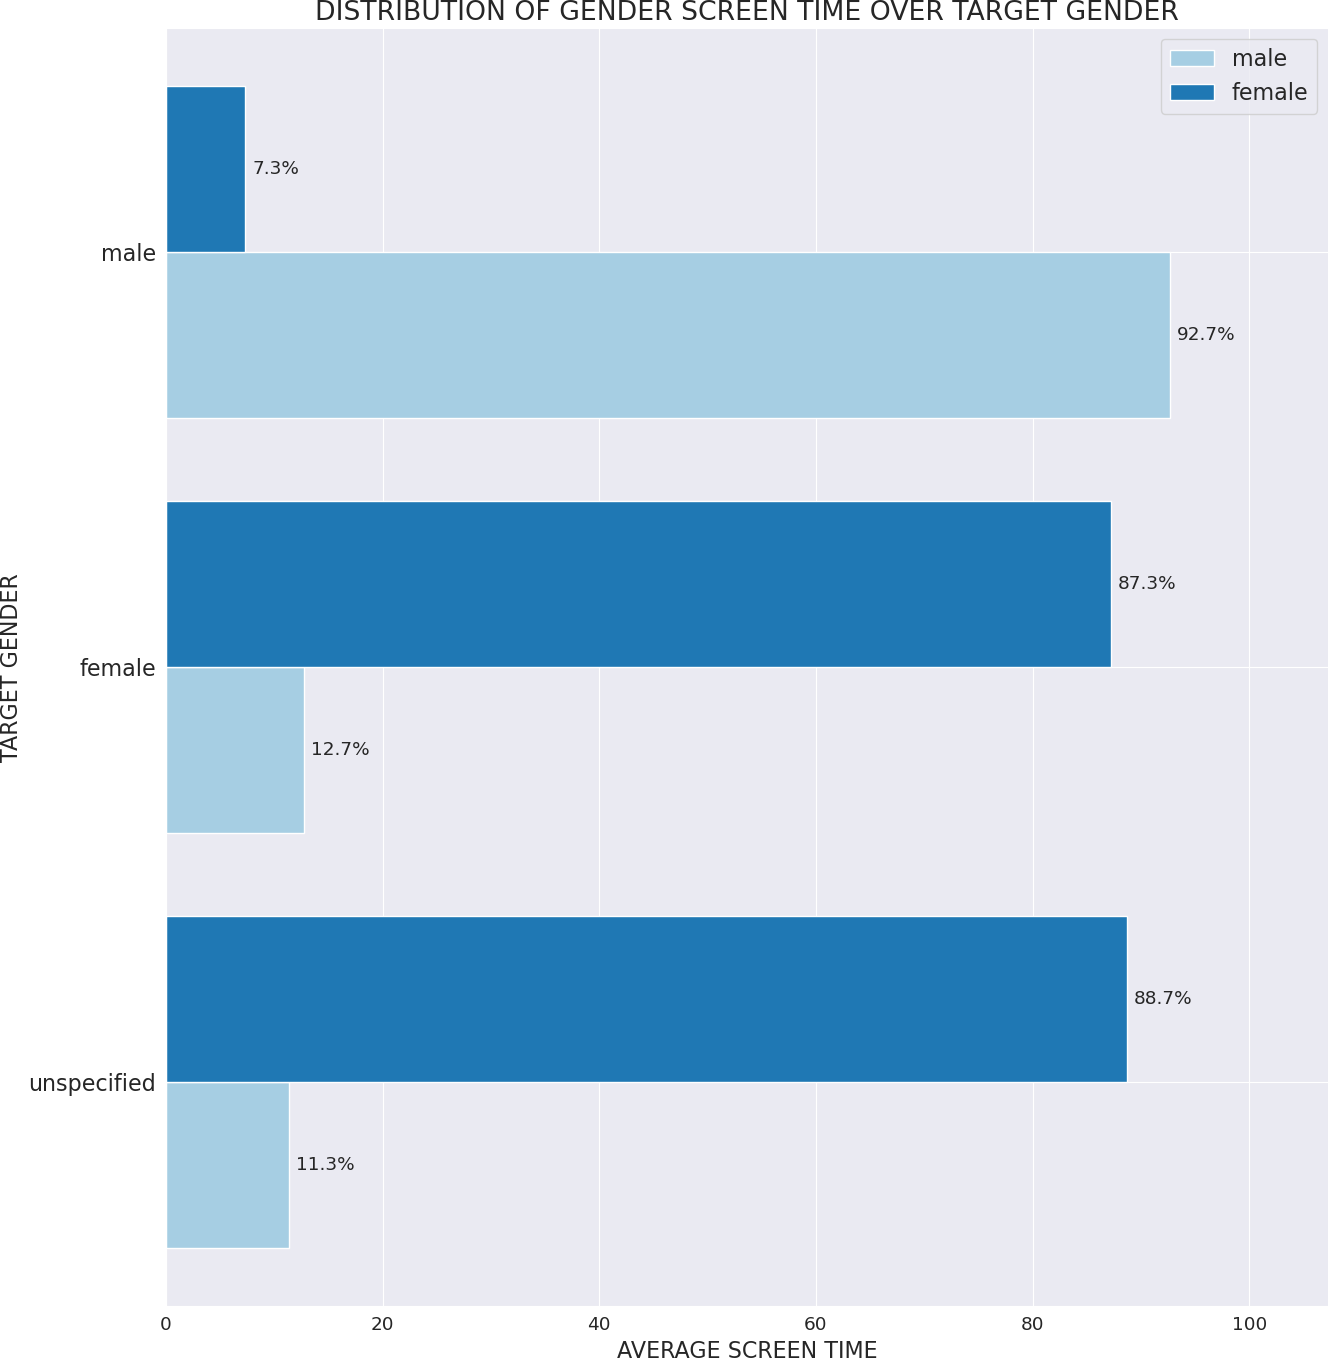 DISTRIBUTION OF GENDER SCREEN TIME OVER TARGET GENDER
male
female
7.3%
male
92.7%
87.3%
female
12.7%
TARGET GENDER
88.7%
unspecified
11.3%
0 20 40 60 80 100
AVERAGE SCREEN TIME